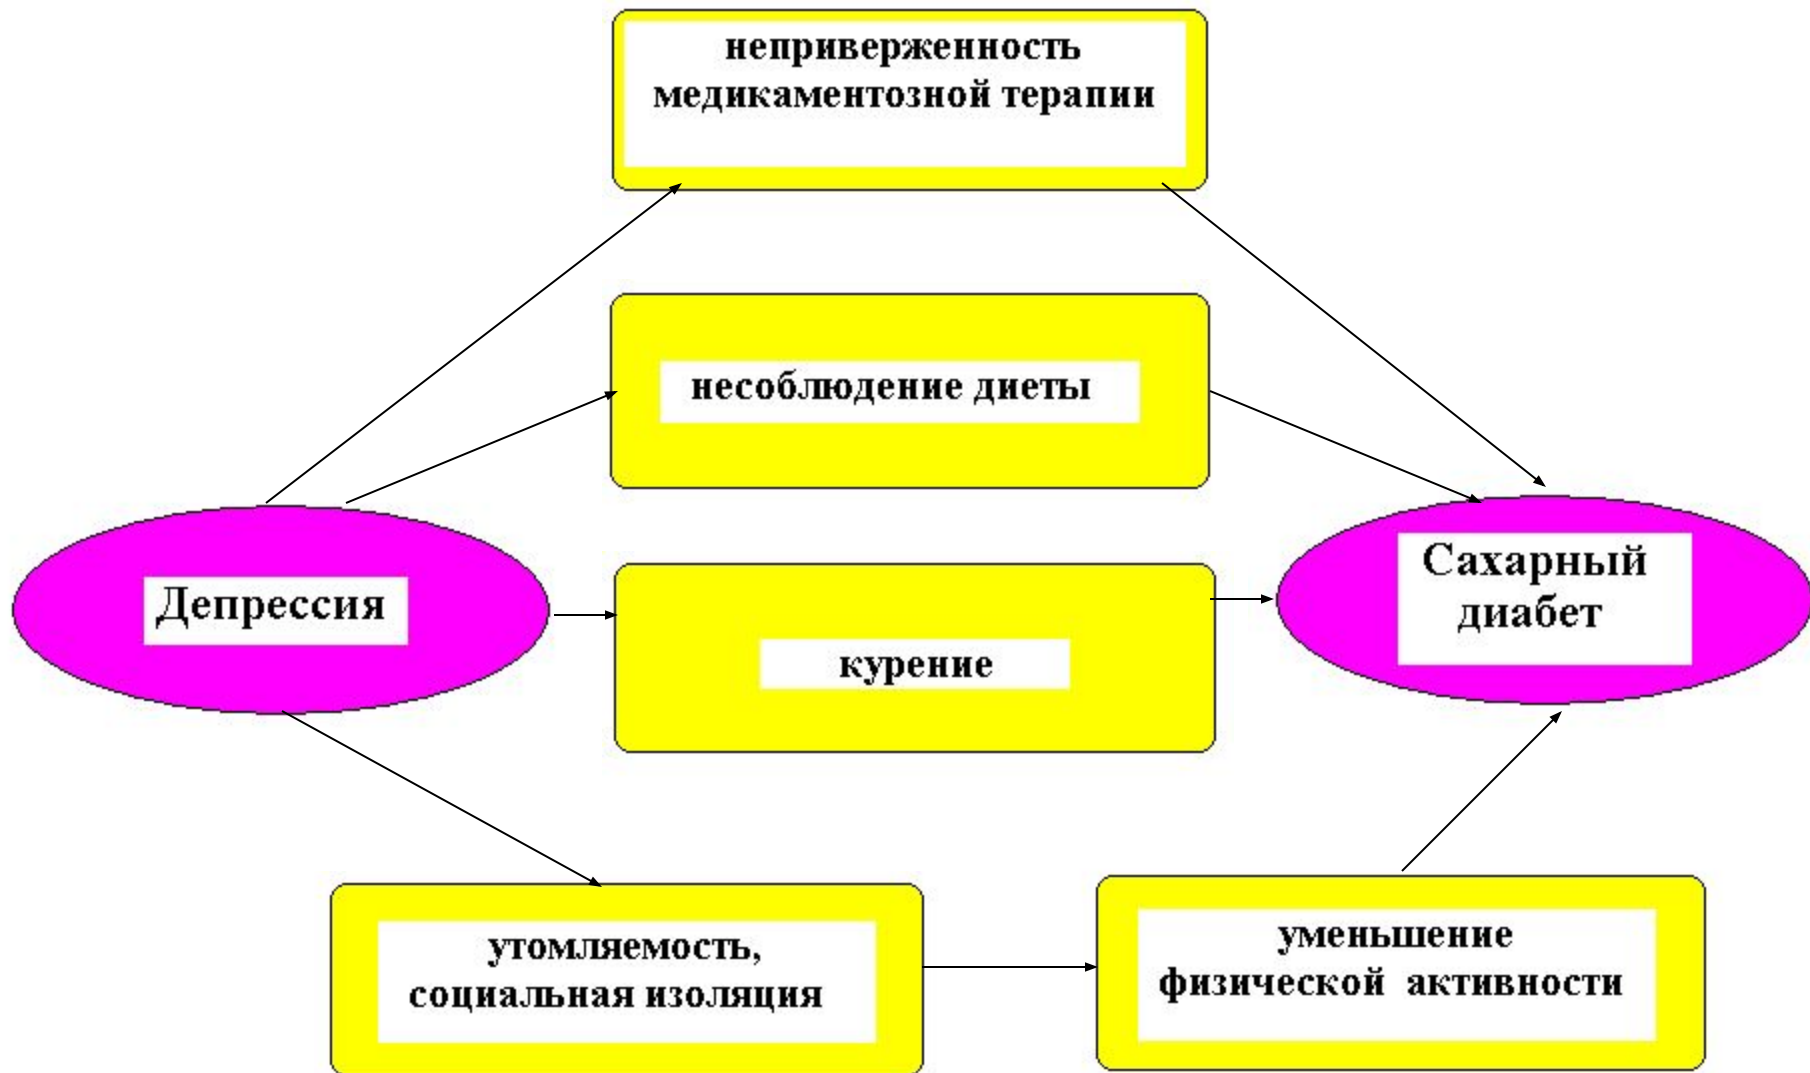 неприверженность
медикаментозной терапии
несоблюдение диеты
Депрессия
Сахарный
диабет
курение
утомляемость,
социальная изоляция
уменьшение
физической активности